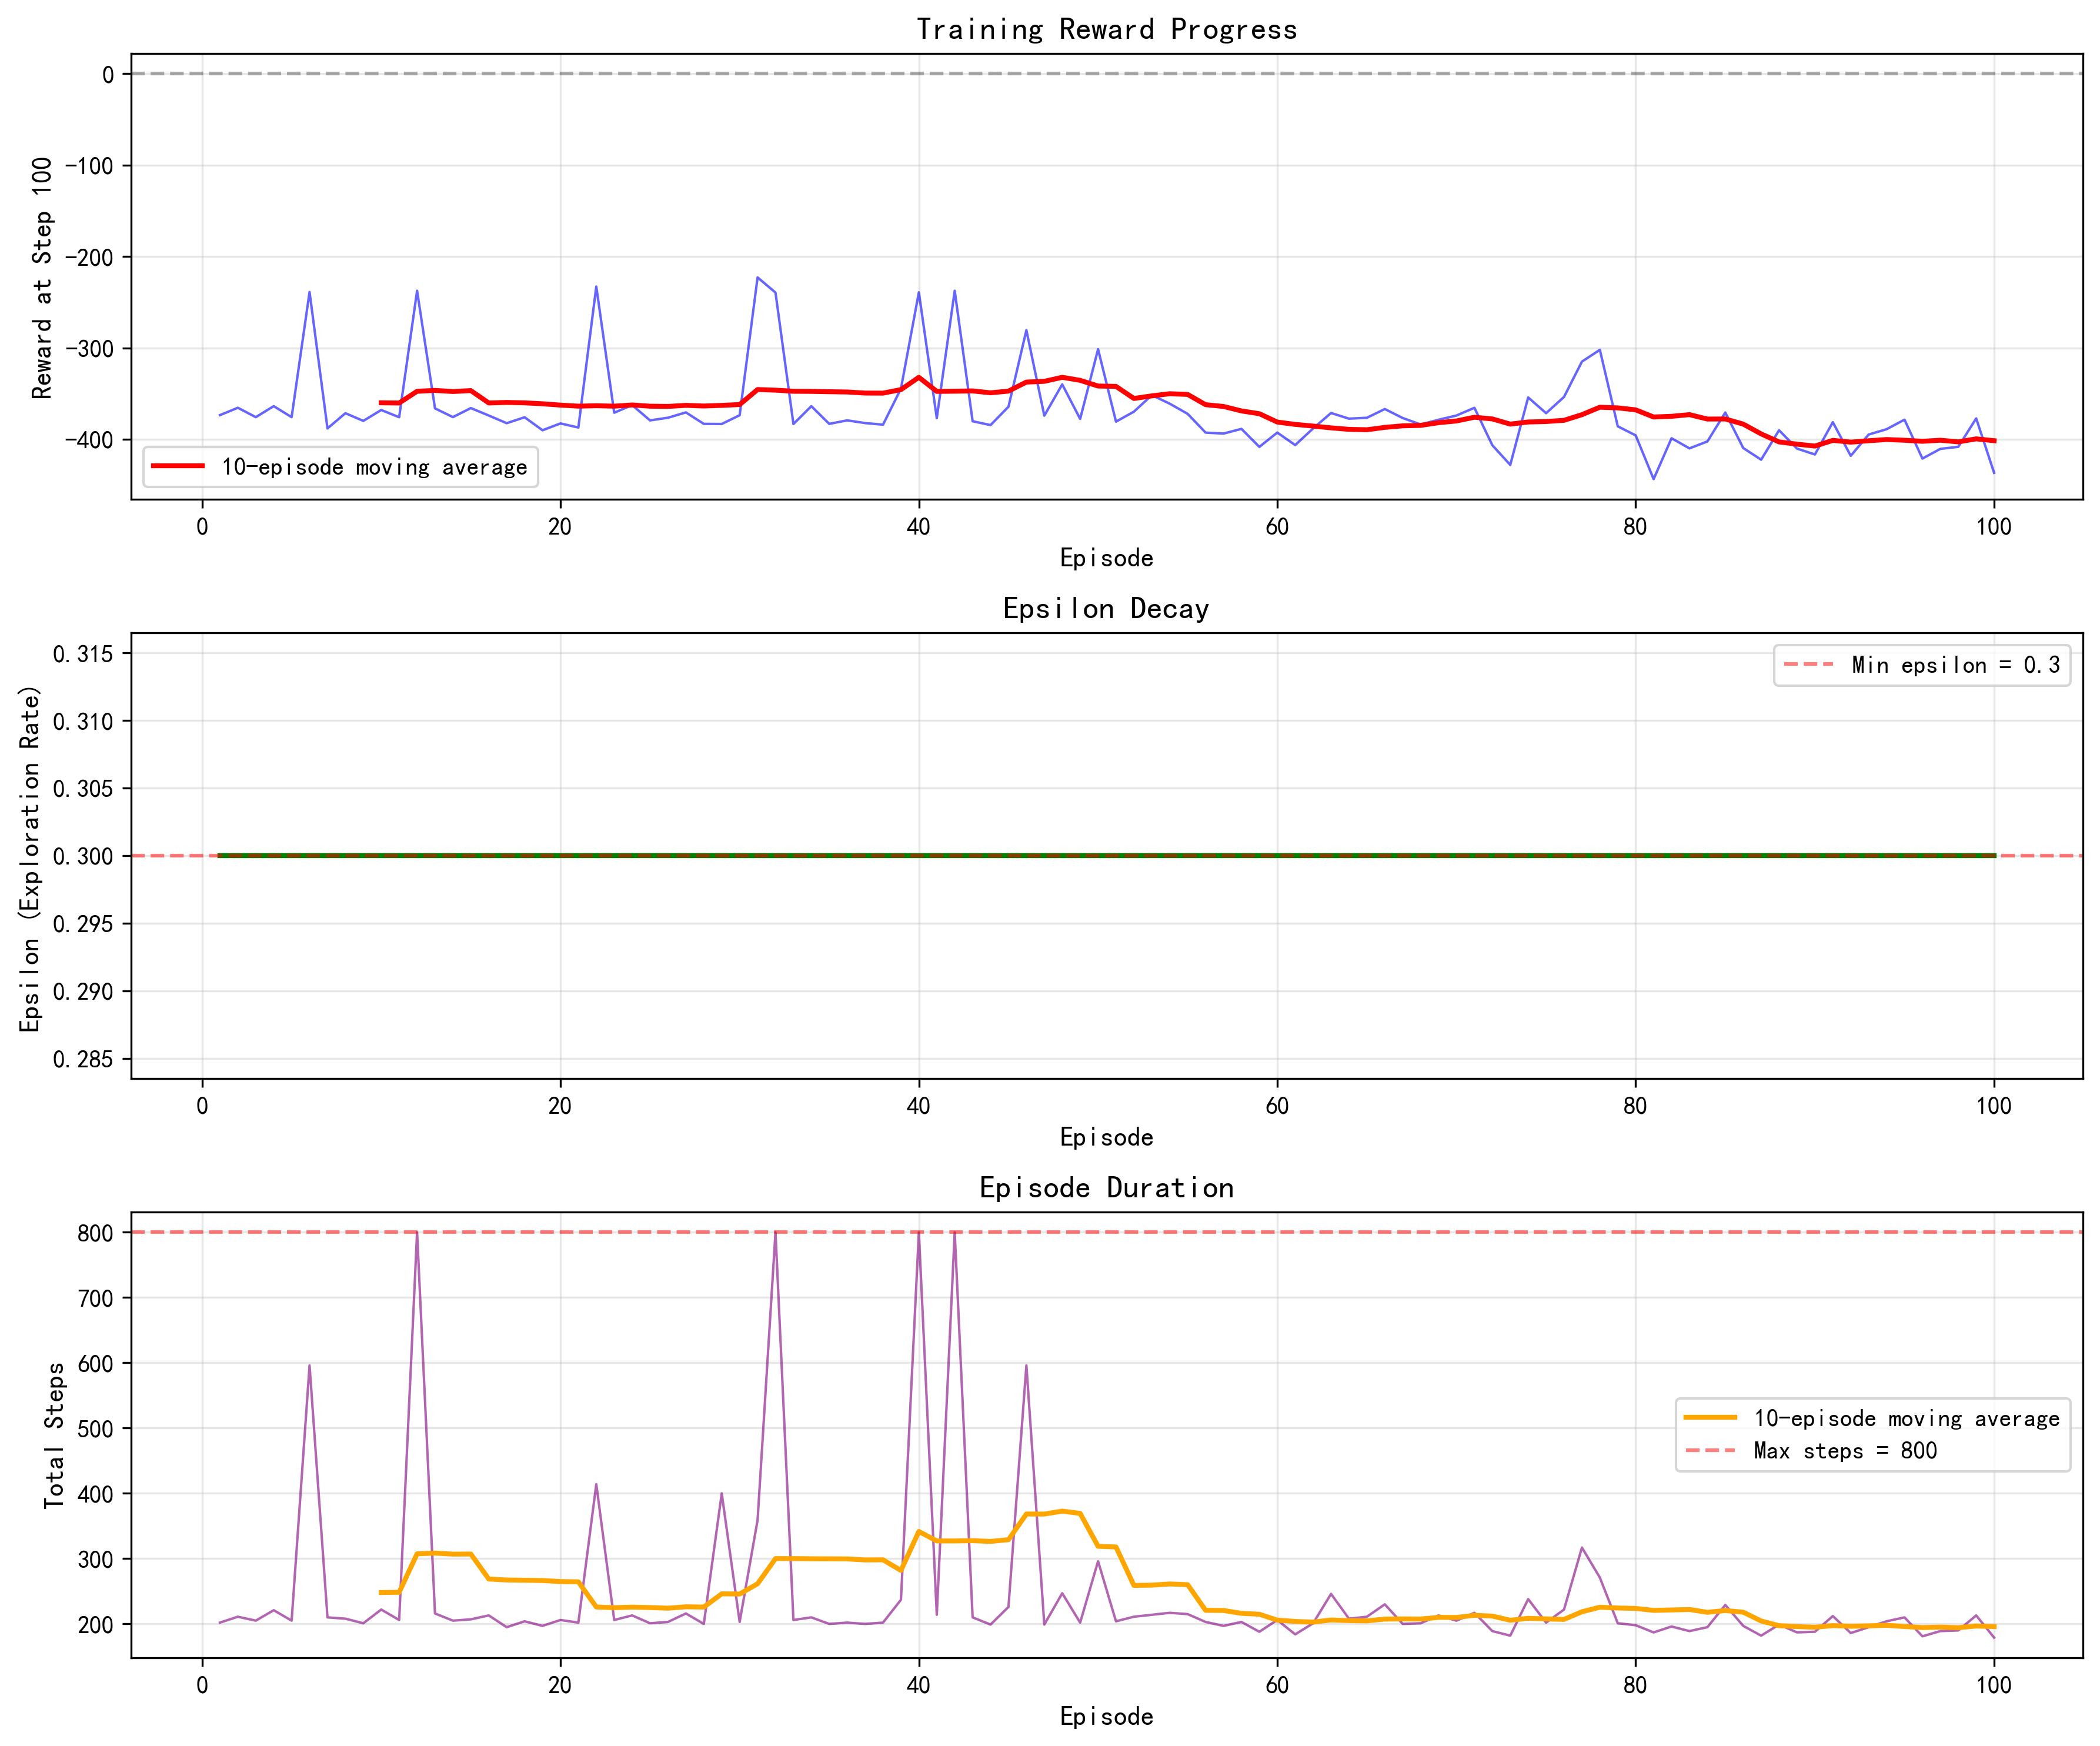 Training Reward Progress
Reward at Step 100
0
−100
−200
−300
−400
10-episode moving average
0 20 40 60 80 100
Episode
Epsilon Decay
Epsilon (Exploration Rate)
0.315
0.310
0.305
0.300
0.295
0.290
0.285
Min epsilon = 0.3
0 20 40 60 80 100
Episode
Episode Duration
Total Steps
800
700
600
500
400
300
200
10-episode moving average
Max steps = 800
0 20 40 60 80 100
Episode